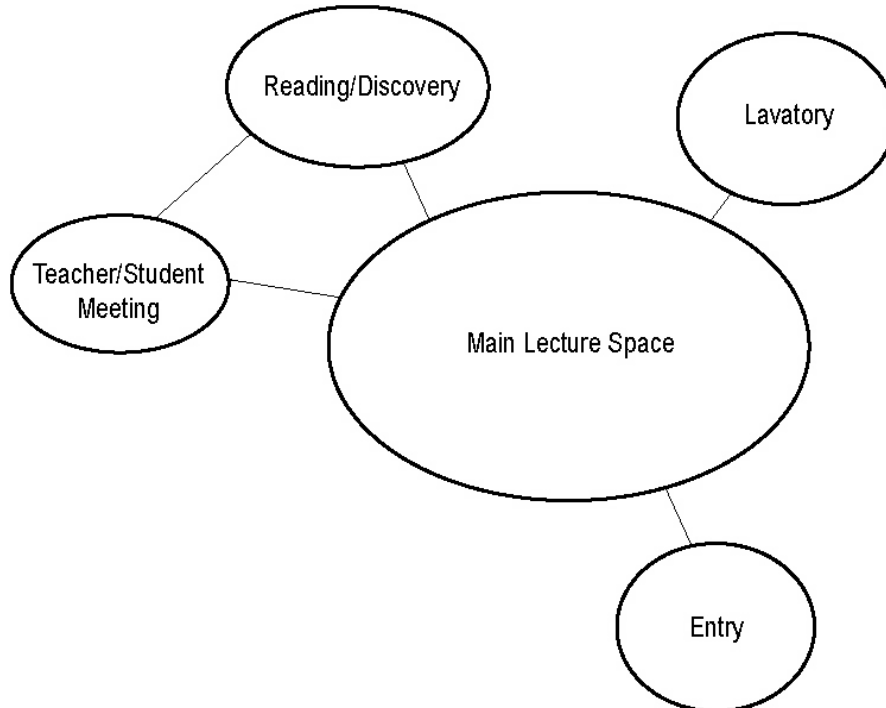 Reading/Discovery
Lavatory
Teacher/Student
Meeting
Main Lecture Space
Entry